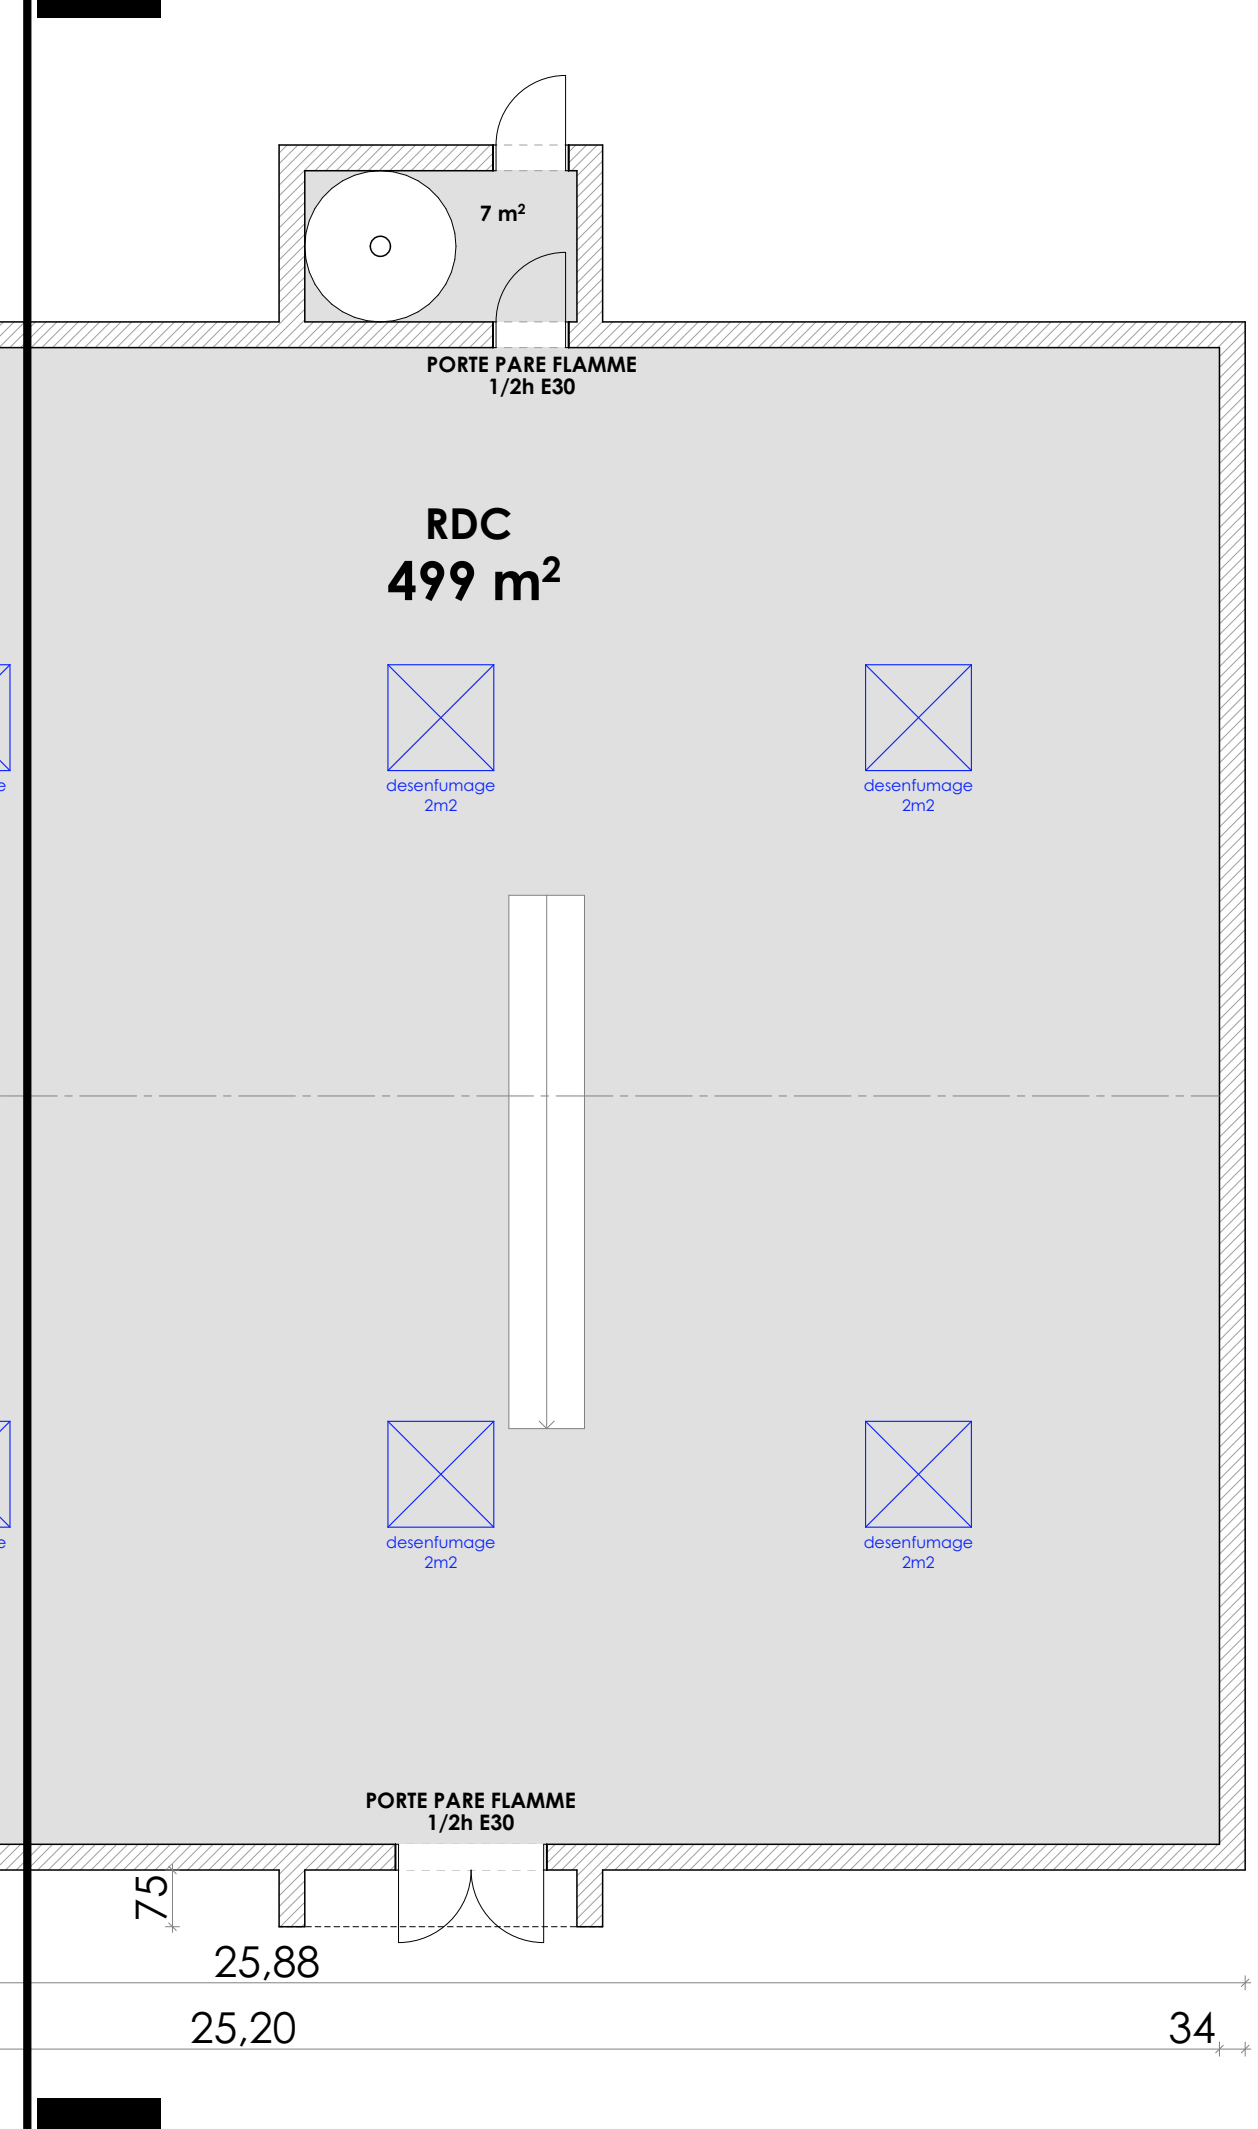 7 m²
PORTE PARE FLAMME
1/2h E30
RDC
499 m²
desenfumage
2m2
desenfumage
2m2
e
desenfumage
2m2
desenfumage
2m2
e
PORTE PARE FLAMME
1/2h E30
75
25,88
25,20
34